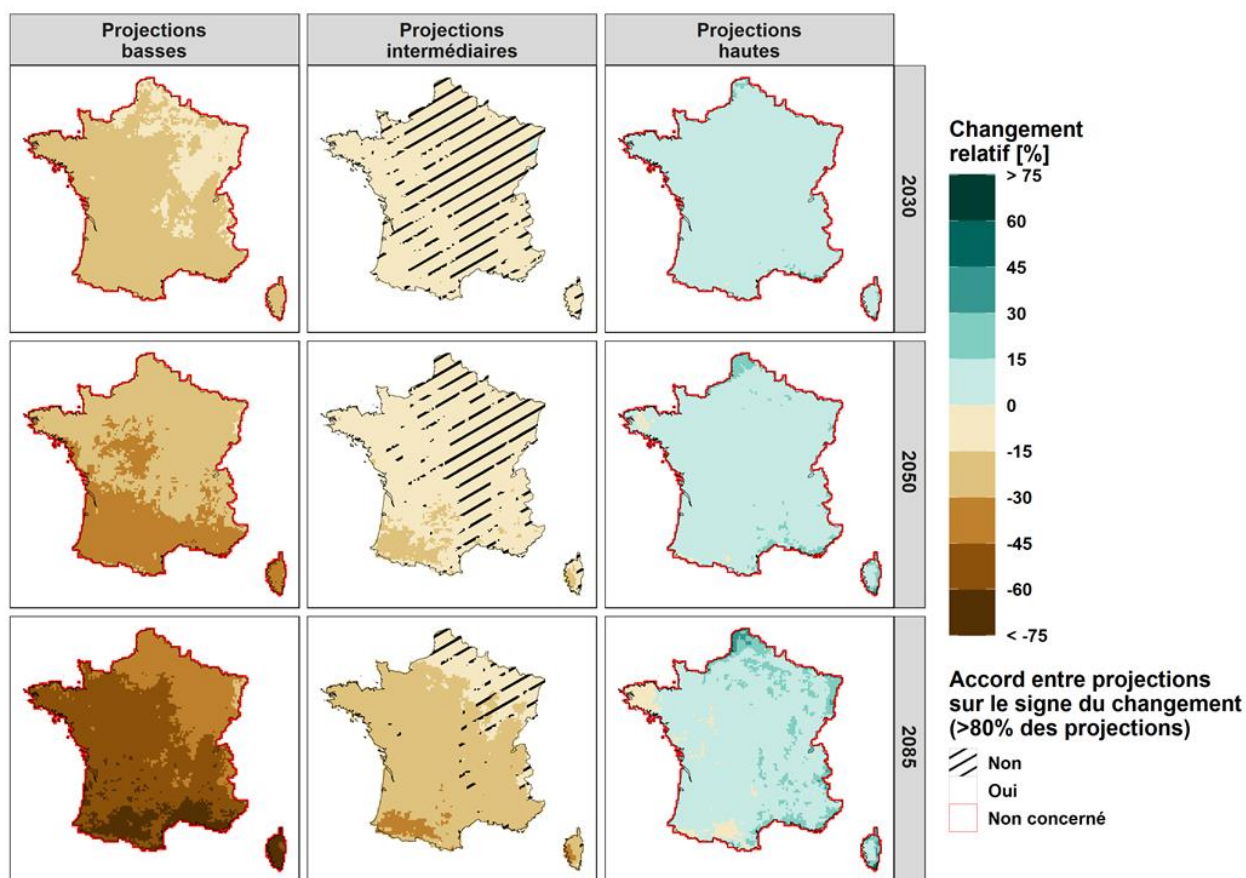 Projections
basses
Projections
intermédiaires
Projections
hautes
2030
2050
2085
Changement
relatif [%]
> 75
60
45
30
15
0
-15
-30
-45
-60
< -75
Accord entre projections
sur le signe du changement
(>80% des projections)
Non
Oui
Non concerné